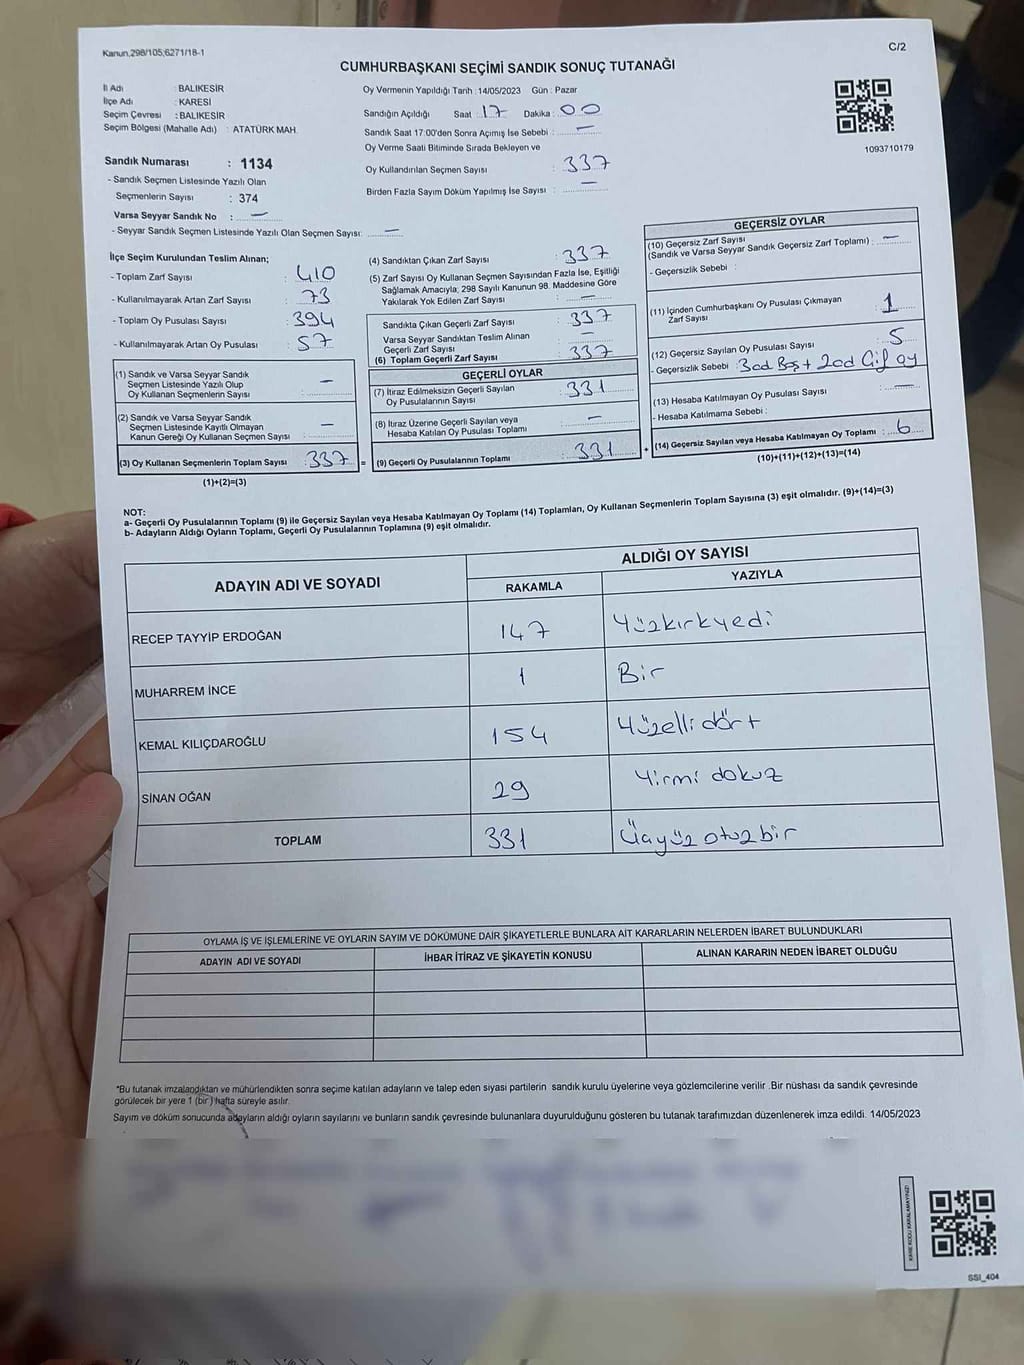 Kanun,298/105,6271/18-1
C/2
CUMHURBAŞKANI SEÇİMİ SANDIK SONUÇ TUTANAĞI
İl Adı : BALIKESİR
İlçe Adı : KARESİ
Seçim Çevresi : BALIKESİR
Seçim Bölgesi (Mahalle Adı) : ATATÜRK MAH.
Sandık Numarası : 1134
- Sandık Seçmen Listesinde Yazılı Olan
Seçmenlerin Sayısı : 374
Varsa Seyyar Sandık No : —
- Seyyar Sandık Seçmen Listesinde Yazılı Olan Seçmen Sayısı: —
Oy Vermenin Yapıldığı Tarih : 14/05/2023 Gün : Pazar
Sandığın Açıldığı Saat : 17 Dakika : 00
Sandık Saat 17:00'den Sonra Açımış İse Sebebi : —
Oy Verme Saati Bitiminde Sırada Bekleyen ve
Oy Kullandırılan Seçmen Sayısı : 337
Birden Fazla Sayım Döküm Yapılmış İse Sayısı : —
1093710179
İlçe Seçim Kurulundan Teslim Alınan;
- Toplam Zarf Sayısı : 410
- Kullanılmayarak Artan Zarf Sayısı : 73
- Toplam Oy Pusulası Sayısı : 394
- Kullanılmayarak Artan Oy Pusulası : 57
(1) Sandık ve Varsa Seyyar Sandık
Seçmen Listesinde Yazılı Olup
Oy Kullanan Seçmenlerin Sayısı : —
(2) Sandık ve Varsa Seyyar Sandık
Seçmen Listesinde Kayıtlı Olmayan
Kanun Gereği Oy Kullanan Seçmen Sayısı : —
(3) Oy Kullanan Seçmenlerin Toplam Sayısı : 337
(1)+(2)=(3)
(4) Sandıktan Çıkan Zarf Sayısı : 337
(5) Zarf Sayısı Oy Kullanan Seçmen Sayısından Fazla İse, Eşitliği
Sağlamak Amacıyla; 298 Sayılı Kanunun 98. Maddesine Göre
Yakılarak Yok Edilen Zarf Sayısı : —
Sandıkta Çıkan Geçerli Zarf Sayısı : 337
Varsa Seyyar Sandıktan Teslim Alınan
Geçerli Zarf Sayısı : —
(6) Toplam Geçerli Zarf Sayısı : 337
GEÇERLİ OYLAR
(7) İtiraz Edilmeksizin Geçerli Sayılan
Oy Pusulalarının Sayısı : 331
(8) İtiraz Üzerine Geçerli Sayılan veya
Hesaba Katılan Oy Pusulası Toplamı : —
= (9) Geçerli Oy Pusulalarının Toplamı : 331
GEÇERSİZ OYLAR
(10) Geçersiz Zarf Sayısı
(Sandık ve Varsa Seyyar Sandık Geçersiz Zarf Toplamı) : —
- Geçersizlik Sebebi :
(11) İçinden Cumhurbaşkanı Oy Pusulası Çıkmayan
Zarf Sayısı : 1
(12) Geçersiz Sayılan Oy Pusulası Sayısı : 5
- Geçersizlik Sebebi : 3ad Boş + 2ad Çift oy
(13) Hesaba Katılmayan Oy Pusulası Sayısı : —
- Hesaba Katılmama Sebebi :
+ (14) Geçersiz Sayılan veya Hesaba Katılmayan Oy Toplamı : 6
(10)+(11)+(12)+(13)=(14)
NOT:
a- Geçerli Oy Pusulalarının Toplamı (9) ile Geçersiz Sayılan veya Hesaba Katılmayan Oy Toplamı (14) Toplamları, Oy Kullanan Seçmenlerin Toplam Sayısına (3) eşit olmalıdır. (9)+(14)=(3)
b- Adayların Aldığı Oyların Toplamı, Geçerli Oy Pusulalarının Toplamına (9) eşit olmalıdır.
ADAYIN ADI VE SOYADI
ALDIĞI OY SAYISI
RAKAMLA YAZIYLA
RECEP TAYYİP ERDOĞAN 147 Yüzkırkyedi
MUHARREM İNCE 1 Bir
KEMAL KILIÇDAROĞLU 154 Yüzelli dört
SİNAN OĞAN 29 Yirmi dokuz
TOPLAM 331 Üçyüz otuz bir
OYLAMA İŞ VE İŞLEMLERİNE VE OYLARIN SAYIM VE DÖKÜMÜNE DAİR ŞİKAYETLERLE BUNLARA AİT KARARLARIN NELERDEN İBARET BULUNDUKLARI
ADAYIN ADI VE SOYADI İHBAR İTİRAZ VE ŞİKAYETİN KONUSU ALINAN KARARIN NEDEN İBARET OLDUĞU
*Bu tutanak imzalandıktan ve mühürlendikten sonra seçime katılan adayların ve talep eden siyasi partilerin sandık kurulu üyelerine veya gözlemcilerine verilir .Bir nüshası da sandık çevresinde
görülecek bir yere 1 (bir ) hafta süreyle asılır.
Sayım ve döküm sonucunda adayların aldığı oyların sayılarını ve bunların sandık çevresinde bulunanlara duyurulduğunu gösteren bu tutanak tarafımızdan düzenlenerek imza edildi. 14/05/2023
KARE KODU KARALAMAYINIZ!
SSI_404